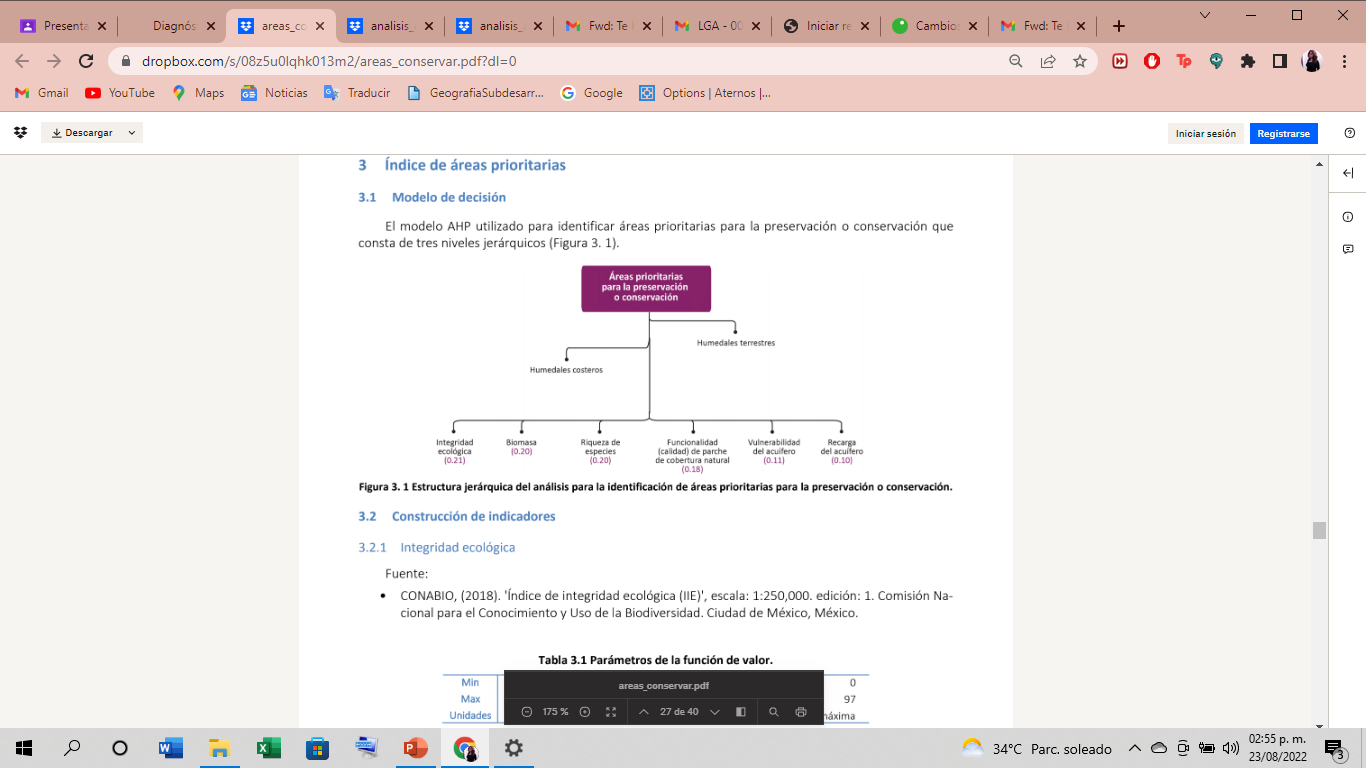 Presenta
Diagnós
areas_co
analisis_
analisis_
Fwd: Te
LGA - 00
Iniciar re
Cambios
Fwd: Te
dropbox.com/s/08z5u0lqhk013m2/areas_conservar.pdf?dl=0
Gmail
YouTube
Maps
Noticias
Traducir
GeografiaSubdesarr...
Google
Options | Aternos |...
Descargar
Iniciar sesión
Registrarse
3 Índice de áreas prioritarias
3.1 Modelo de decisión
El modelo AHP utilizado para identificar áreas prioritarias para la preservación o conservación que
consta de tres niveles jerárquicos (Figura 3. 1).
Áreas prioritarias
para la preservación
o conservación
Humedales terrestres
Humedales costeros
Integridad
ecológica
(0.21)
Biomasa
(0.20)
Riqueza de
especies
(0.20)
Funcionalidad
(calidad) de parche
de cobertura natural
(0.18)
Vulnerabilidad
del acuífero
(0.11)
Recarga
del acuífero
(0.10)
Figura 3. 1 Estructura jerárquica del análisis para la identificación de áreas prioritarias para la preservación o conservación.
3.2 Construcción de indicadores
3.2.1 Integridad ecológica
Fuente:
• CONABIO, (2018). 'Índice de integridad ecológica (IIE)', escala: 1:250,000. edición: 1. Comisión Na-
cional para el Conocimiento y Uso de la Biodiversidad. Ciudad de México, México.
Tabla 3.1 Parámetros de la función de valor.
Min 0
Max 97
Unidades máxima
areas_conservar.pdf
175 %
27 de 40
34°C Parc. soleado
02:55 p. m.
23/08/2022
3